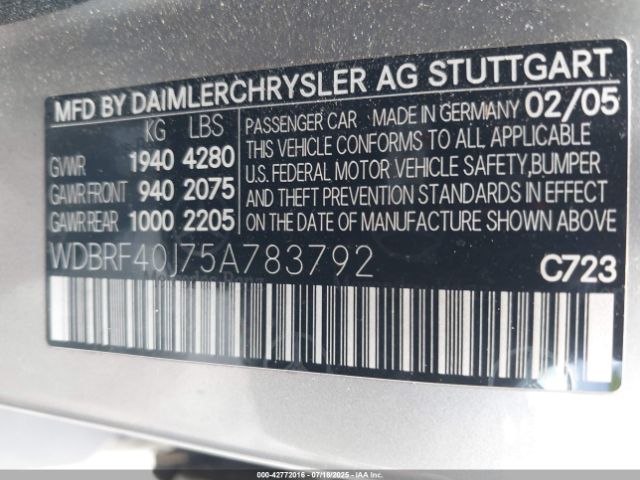 MFD BY DAIMLERCHRYSLER AG STUTTGART
KG LBS
GVWR 1940 4280
GAWR FRONT 940 2075
GAWR REAR 1000 2205
PASSENGER CAR MADE IN GERMANY 02/05
THIS VEHICLE CONFORMS TO ALL APPLICABLE
U.S. FEDERAL MOTOR VEHICLE SAFETY,BUMPER
AND THEFT PREVENTION STANDARDS IN EFFECT
ON THE DATE OF MANUFACTURE SHOWN ABOVE
WDBRF40J75A783792
C723
000-42772016 - 07/18/2025 - IAAI.COM